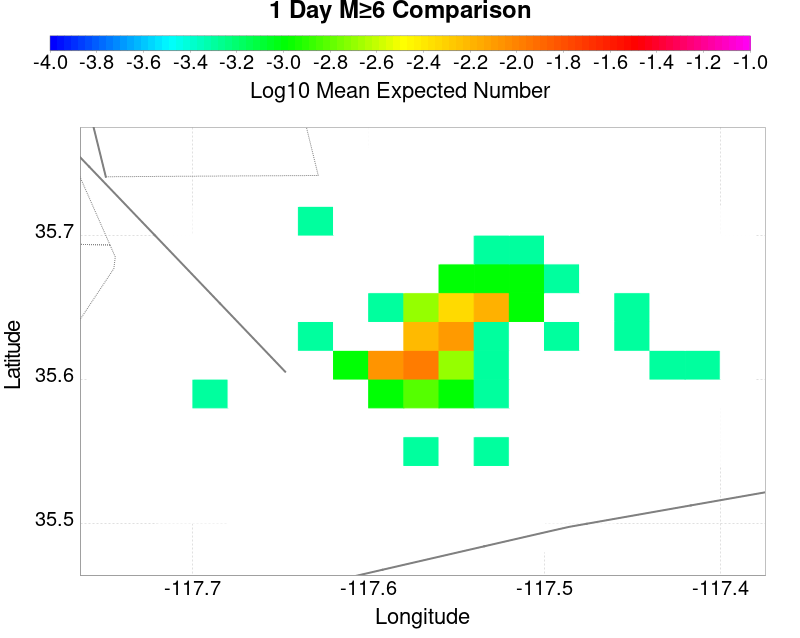 1 Day M≥6 Comparison
-4.0 -3.8 -3.6 -3.4 -3.2 -3.0 -2.8 -2.6 -2.4 -2.2 -2.0 -1.8 -1.6 -1.4 -1.2 -1.0
Log10 Mean Expected Number
35.7
35.6
35.5
Latitude
-117.7 -117.6 -117.5 -117.4
Longitude